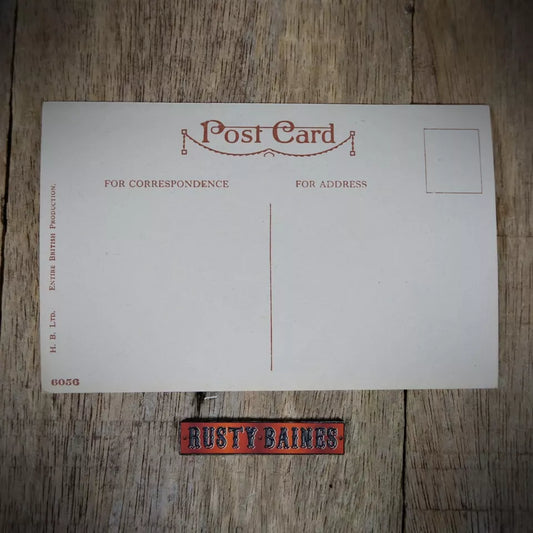 Post Card
FOR CORRESPONDENCE
FOR ADDRESS
H. B. LTD. ENTIRE BRITISH PRODUCTION.
6056
RUSTY·BAINES